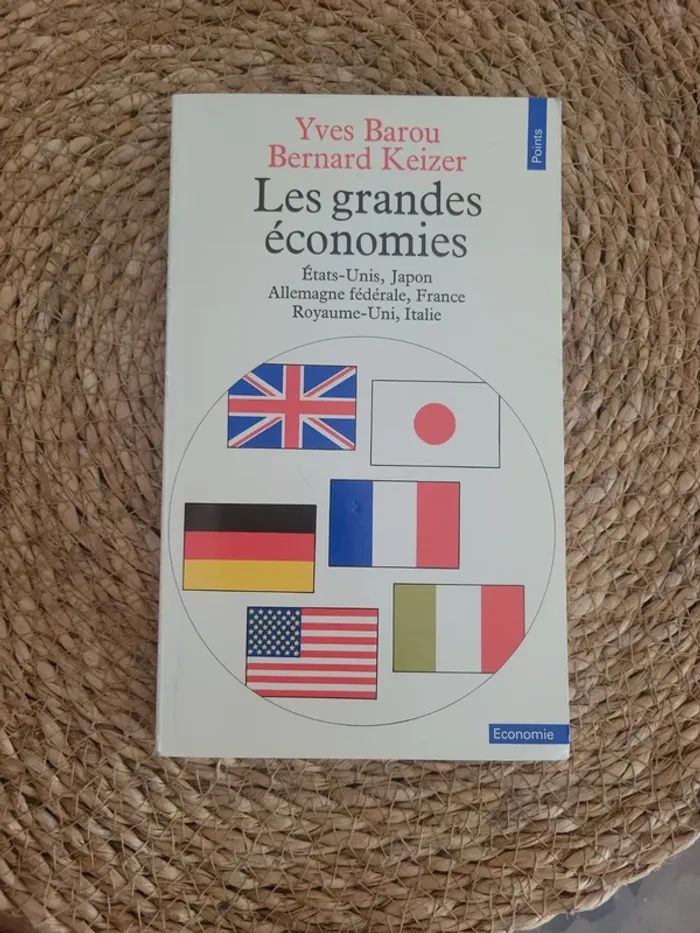 Points
Yves Barou
Bernard Keizer
Les grandes
économies
États-Unis, Japon
Allemagne fédérale, France
Royaume-Uni, Italie
Economie